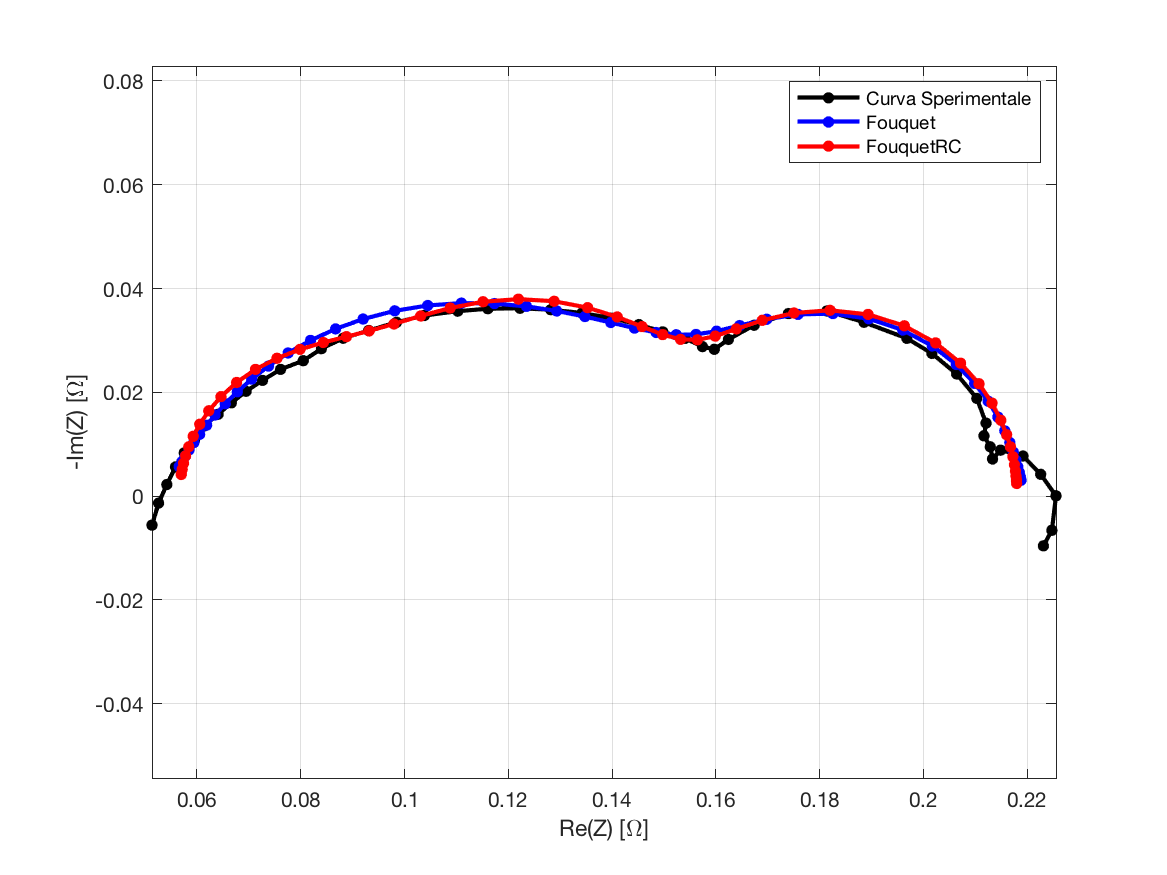 0.08
0.06
0.04
0.02
0
-0.02
-0.04
-Im(Z) [Ω]
Curva Sperimentale
Fouquet
FouquetRC
0.06 0.08 0.1 0.12 0.14 0.16 0.18 0.2 0.22
Re(Z) [Ω]